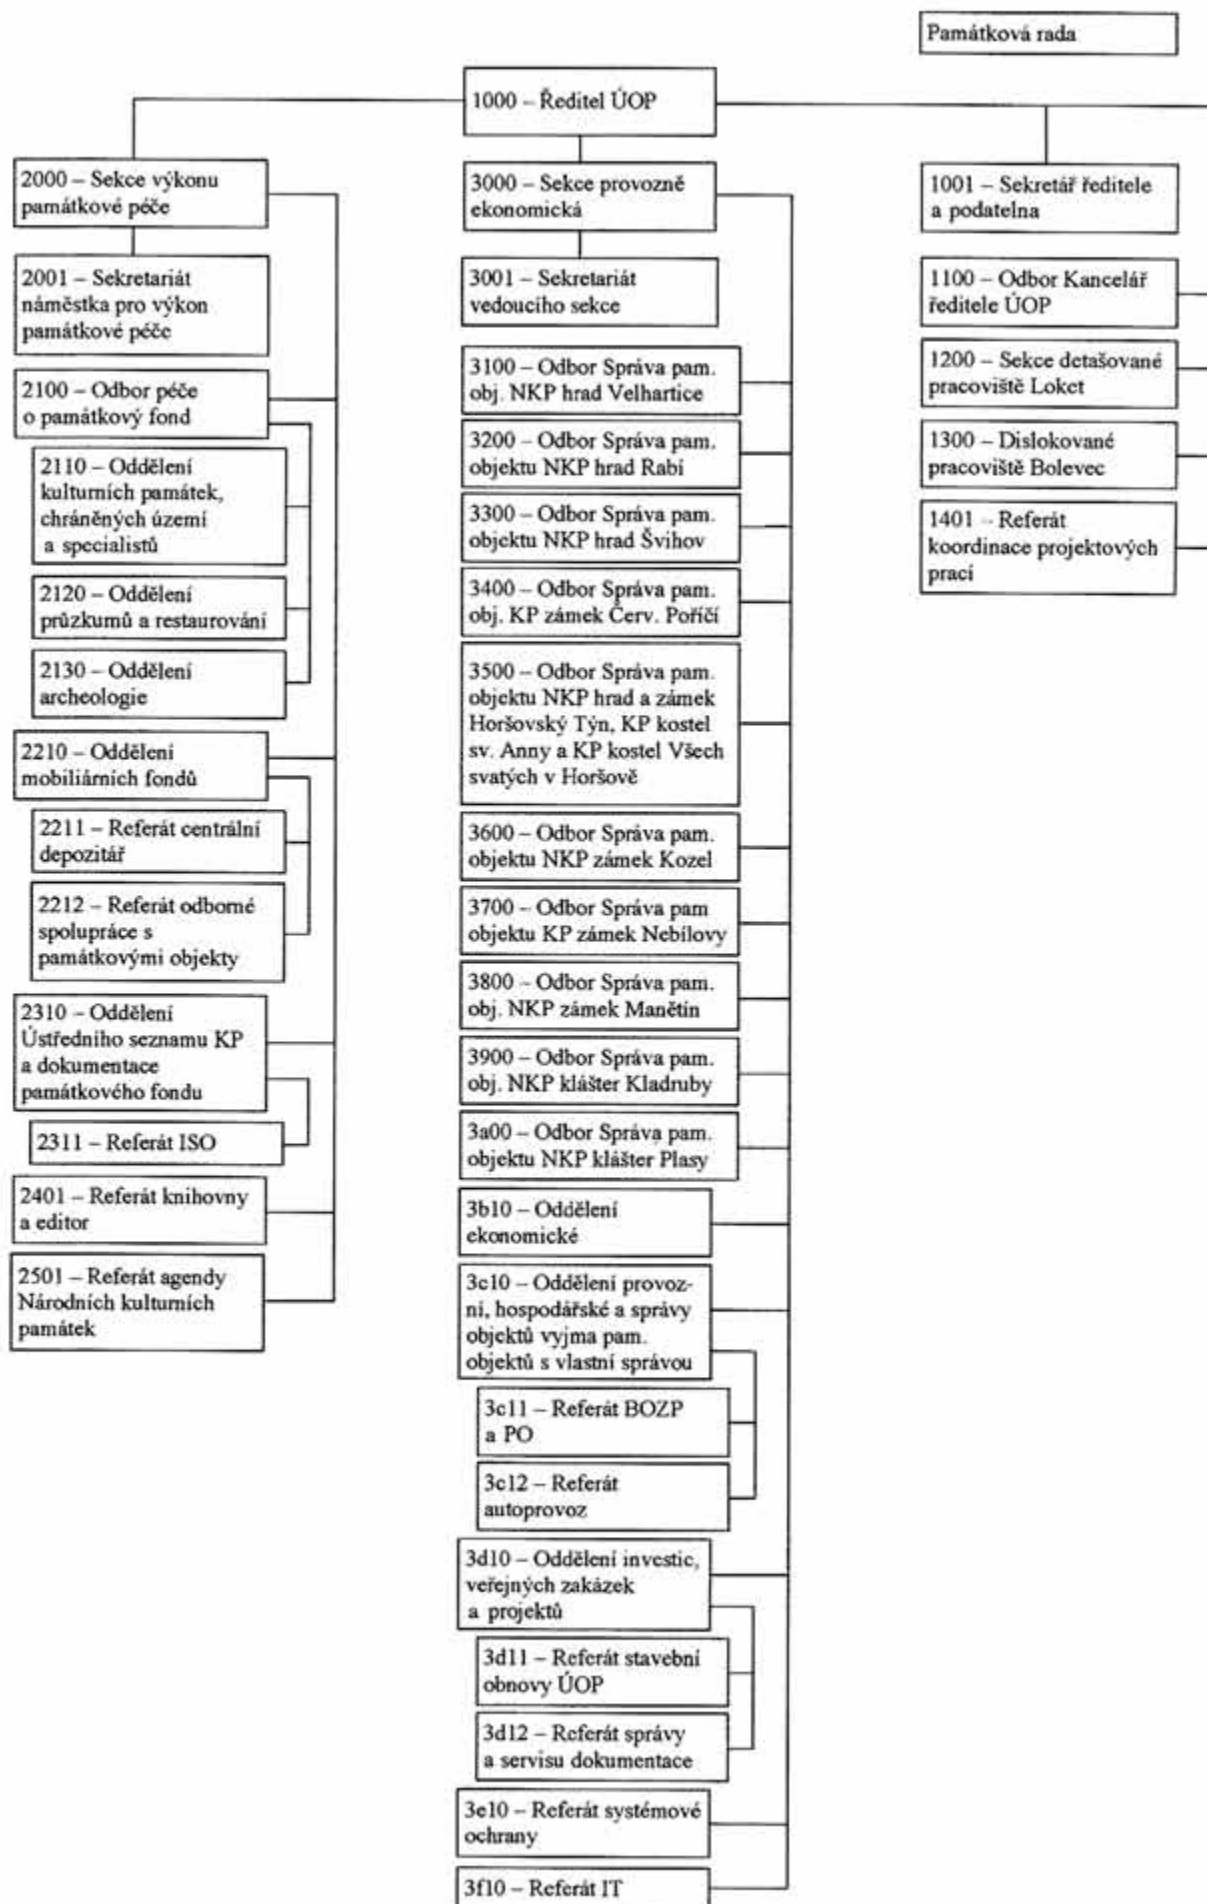 Památková rada
1000 – Ředitel ÚOP
2000 – Sekce výkonu
památkové péče
2001 – Sekretariát
náměstka pro výkon
památkové péče
2100 – Odbor péče
o památkový fond
2110 – Oddělení
kulturních památek,
chráněných území
a specialistů
2120 – Oddělení
průzkumů a restaurování
2130 – Oddělení
archeologie
2210 – Oddělení
mobiliárních fondů
2211 – Referát centrální
depozitář
2212 – Referát odborné
spolupráce s
památkovými objekty
2310 – Oddělení
Ústředního seznamu KP
a dokumentace
památkového fondu
2311 – Referát ISO
2401 – Referát knihovny
a editor
2501 – Referát agendy
Národních kulturních
památek
3000 – Sekce provozně
ekonomická
3001 – Sekretariát
vedoucího sekce
3100 – Odbor Správa pam.
obj. NKP hrad Velhartice
3200 – Odbor Správa pam.
objektu NKP hrad Rabí
3300 – Odbor Správa pam.
objektu NKP hrad Švihov
3400 – Odbor Správa pam.
obj. KP zámek Červ. Poříčí
3500 – Odbor Správa pam.
objektu NKP hrad a zámek
Horšovský Týn, KP kostel
sv. Anny a KP kostel Všech
svatých v Horšově
3600 – Odbor Správa pam.
objektu NKP zámek Kozel
3700 – Odbor Správa pam
objektu KP zámek Nebílovy
3800 – Odbor Správa pam.
obj. NKP zámek Manětín
3900 – Odbor Správa pam.
obj. NKP klášter Kladruby
3a00 – Odbor Správa pam.
objektu NKP klášter Plasy
3b10 – Oddělení
ekonomické
3c10 – Oddělení provoz-
ní, hospodářské a správy
objektů vyjma pam.
objektů s vlastní správou
3c11 – Referát BOZP
a PO
3c12 – Referát
autoprovoz
3d10 – Oddělení investic,
veřejných zakázek
a projektů
3d11 – Referát stavební
obnovy ÚOP
3d12 – Referát správy
a servisu dokumentace
3e10 – Referát systémové
ochrany
3f10 – Referát IT
1001 – Sekretář ředitele
a podatelna
1100 – Odbor Kancelář
ředitele ÚOP
1200 – Sekce detašované
pracoviště Loket
1300 – Dislokované
pracoviště Bolevec
1401 – Referát
koordinace projektových
prací